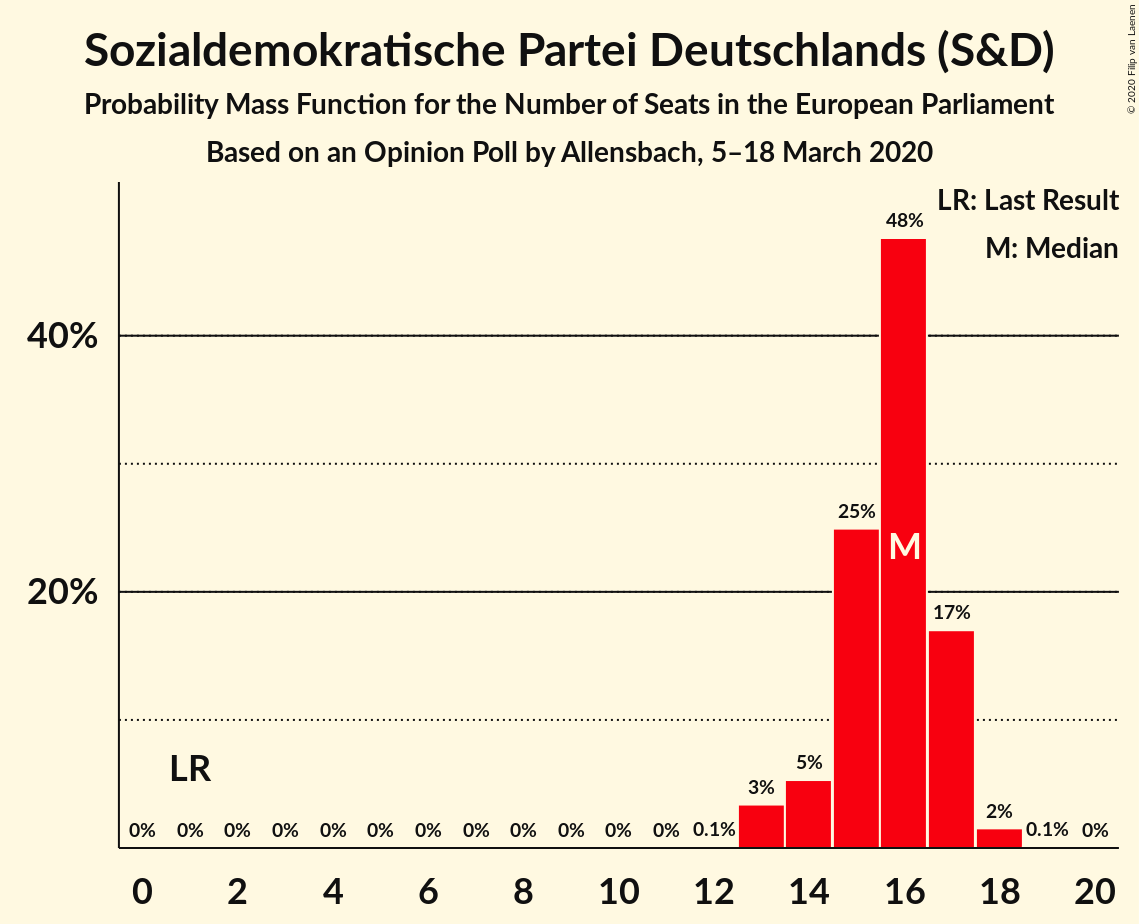 Sozialdemokratische Partei Deutschlands (S&D)
Probability Mass Function for the Number of Seats in the European Parliament
Based on an Opinion Poll by Allensbach, 5–18 March 2020
© 2020 Filip van Laenen
LR: Last Result
M: Median
48%
40%
25%
M
20%
17%
LR
5%
3%
2%
0% 0% 0% 0% 0% 0% 0% 0% 0% 0% 0% 0% 0.1% 0.1% 0%
0 2 4 6 8 10 12 14 16 18 20